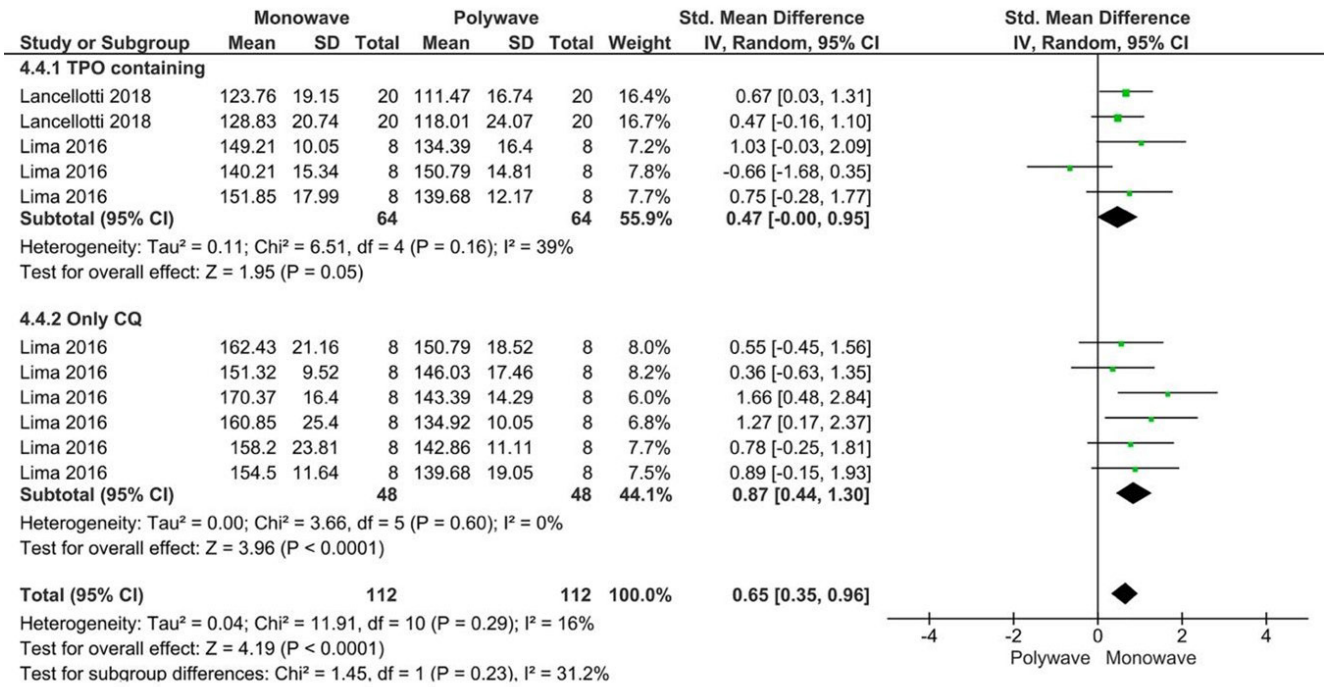 Monowave Polywave Std. Mean Difference Std. Mean Difference
Study or Subgroup Mean SD Total Mean SD Total Weight IV, Random, 95% CI IV, Random, 95% CI
4.4.1 TPO containing
Lancellotti 2018 123.76 19.15 20 111.47 16.74 20 16.4% 0.67 [0.03, 1.31]
Lancellotti 2018 128.83 20.74 20 118.01 24.07 20 16.7% 0.47 [-0.16, 1.10]
Lima 2016 149.21 10.05 8 134.39 16.4 8 7.2% 1.03 [-0.03, 2.09]
Lima 2016 140.21 15.34 8 150.79 14.81 8 7.8% -0.66 [-1.68, 0.35]
Lima 2016 151.85 17.99 8 139.68 12.17 8 7.7% 0.75 [-0.28, 1.77]
Subtotal (95% CI) 64 64 55.9% 0.47 [-0.00, 0.95]
Heterogeneity: Tau² = 0.11; Chi² = 6.51, df = 4 (P = 0.16); I² = 39%
Test for overall effect: Z = 1.95 (P = 0.05)
4.4.2 Only CQ
Lima 2016 162.43 21.16 8 150.79 18.52 8 8.0% 0.55 [-0.45, 1.56]
Lima 2016 151.32 9.52 8 146.03 17.46 8 8.2% 0.36 [-0.63, 1.35]
Lima 2016 170.37 16.4 8 143.39 14.29 8 6.0% 1.66 [0.48, 2.84]
Lima 2016 160.85 25.4 8 134.92 10.05 8 6.8% 1.27 [0.17, 2.37]
Lima 2016 158.2 23.81 8 142.86 11.11 8 7.7% 0.78 [-0.25, 1.81]
Lima 2016 154.5 11.64 8 139.68 19.05 8 7.5% 0.89 [-0.15, 1.93]
Subtotal (95% CI) 48 48 44.1% 0.87 [0.44, 1.30]
Heterogeneity: Tau² = 0.00; Chi² = 3.66, df = 5 (P = 0.60); I² = 0%
Test for overall effect: Z = 3.96 (P < 0.0001)
Total (95% CI) 112 112 100.0% 0.65 [0.35, 0.96]
Heterogeneity: Tau² = 0.04; Chi² = 11.91, df = 10 (P = 0.29); I² = 16%
Test for overall effect: Z = 4.19 (P < 0.0001)
Test for subgroup differences: Chi² = 1.45, df = 1 (P = 0.23), I² = 31.2%
-4 -2 0 2 4
Polywave Monowave